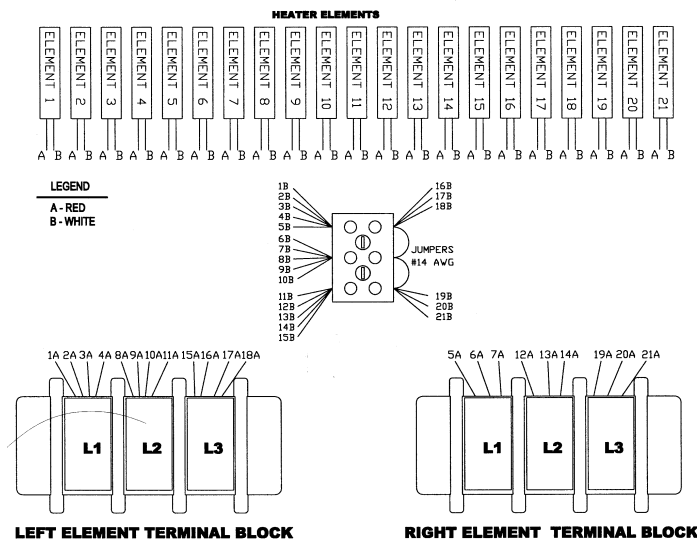 HEATER ELEMENTS
ELEMENT 1 ELEMENT 2 ELEMENT 3 ELEMENT 4 ELEMENT 5 ELEMENT 6 ELEMENT 7 ELEMENT 8 ELEMENT 9 ELEMENT 10 ELEMENT 11 ELEMENT 12 ELEMENT 13 ELEMENT 14 ELEMENT 15 ELEMENT 16 ELEMENT 17 ELEMENT 18 ELEMENT 19 ELEMENT 20 ELEMENT 21
A B A B A B A B A B A B A B A B A B A B A B A B A B A B A B A B A B A B A B A B A B
LEGEND
A - RED
B - WHITE
1B
2B
3B
4B
5B
6B
7B
8B
9B
10B
11B
12B
13B
14B
15B
16B
17B
18B
JUMPERS
#14 AWG
19B
20B
21B
1A 2A 3A 4A 8A 9A 10A 11A 15A 16A 17A 18A
L1 L2 L3
LEFT ELEMENT TERMINAL BLOCK
5A 6A 7A 12A 13A 14A 19A 20A 21A
L1 L2 L3
RIGHT ELEMENT TERMINAL BLOCK